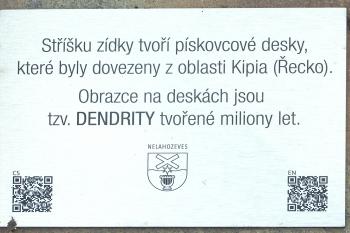 Stříšku zídky tvoří pískovcové desky,
které byly dovezeny z oblasti Kipia (Řecko).
Obrazce na deskách jsou
tzv. DENDRITY tvořené miliony let.
NELAHOZEVES
CS
EN